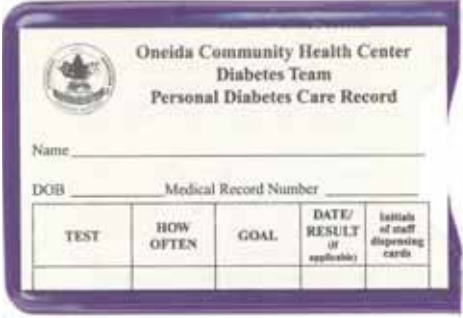 Oneida Community Health Center
Diabetes Team
Personal Diabetes Care Record
Name
DOB Medical Record Number
TEST
HOW
OFTEN
GOAL
DATE/
RESULT
(if
applicable)
Initials
of staff
dispensing
cards